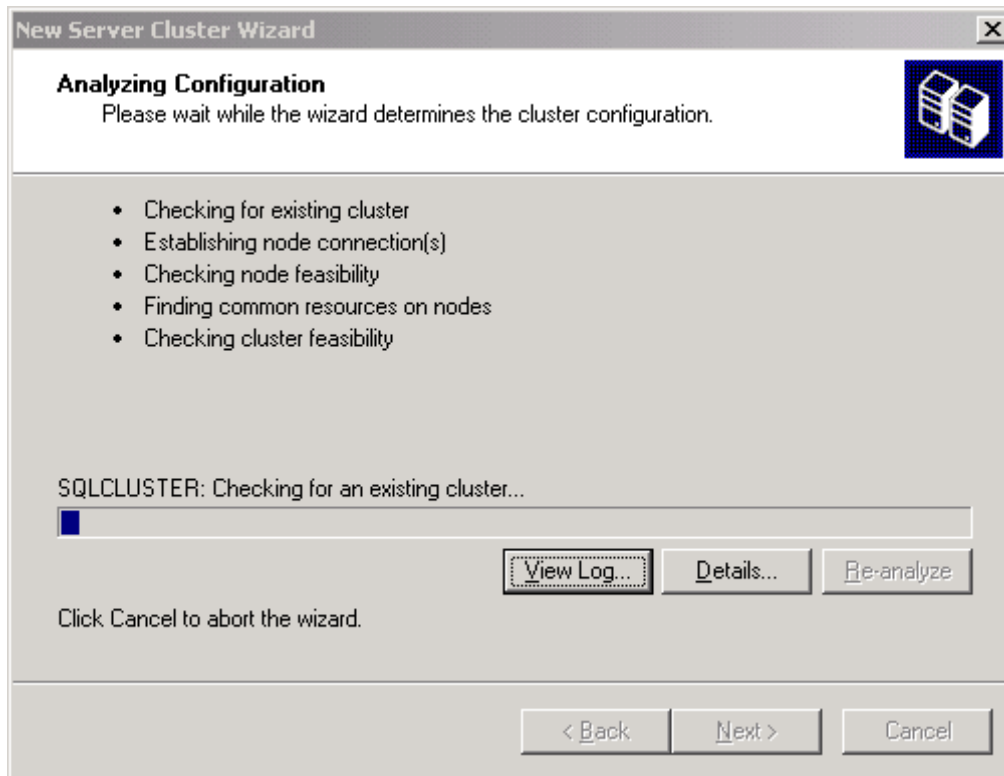 New Server Cluster Wizard
Analyzing Configuration
Please wait while the wizard determines the cluster configuration.
• Checking for existing cluster
• Establishing node connection(s)
• Checking node feasibility
• Finding common resources on nodes
• Checking cluster feasibility
SQLCLUSTER: Checking for an existing cluster...
View Log... Details... Re-analyze
Click Cancel to abort the wizard.
< Back Next > Cancel